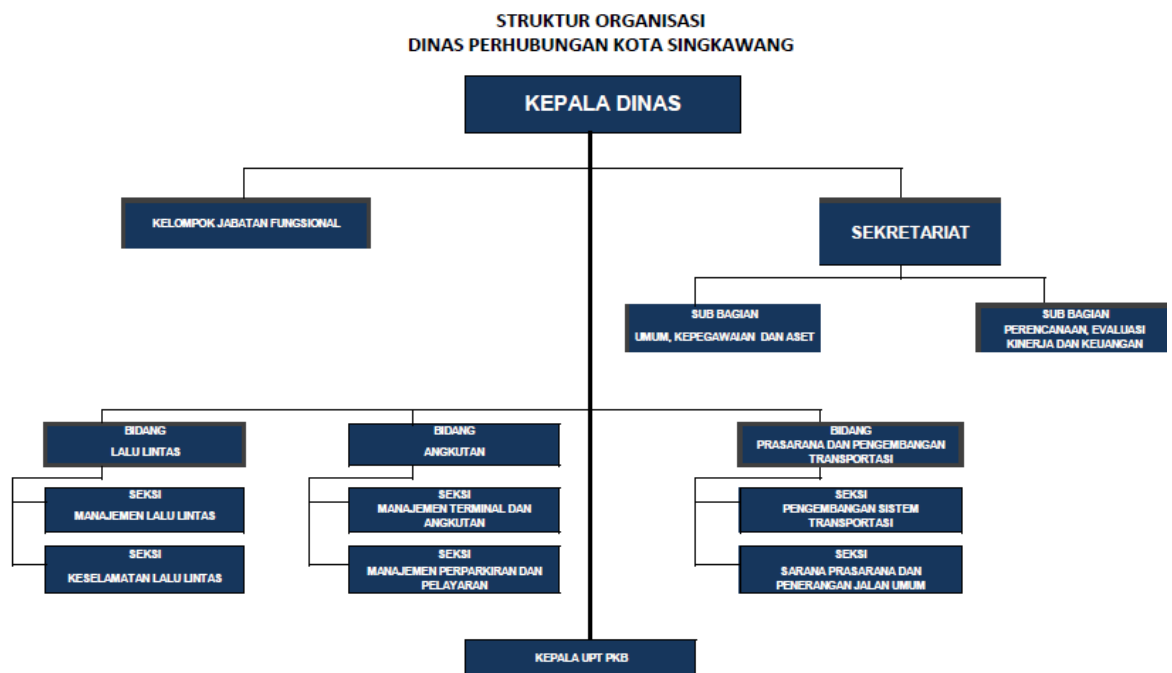 STRUKTUR ORGANISASI
DINAS PERHUBUNGAN KOTA SINGKAWANG
KEPALA DINAS
KELOMPOK JABATAN FUNGSIONAL
SEKRETARIAT
SUB BAGIAN
UMUM, KEPEGAWAIAN DAN ASET
SUB BAGIAN
PERENCANAAN, EVALUASI
KINERJA DAN KEUANGAN
BIDANG
LALU LINTAS
BIDANG
ANGKUTAN
BIDANG
PRASARANA DAN PENGEMBANGAN
TRANSPORTASI
SEKSI
MANAJEMEN LALU LINTAS
SEKSI
MANAJEMEN TERMINAL DAN
ANGKUTAN
SEKSI
PENGEMBANGAN SISTEM
TRANSPORTASI
SEKSI
KESELAMATAN LALU LINTAS
SEKSI
MANAJEMEN PERPARKIRAN DAN
PELAYARAN
SEKSI
SARANA PRASARANA DAN
PENERANGAN JALAN UMUM
KEPALA UPT PKB